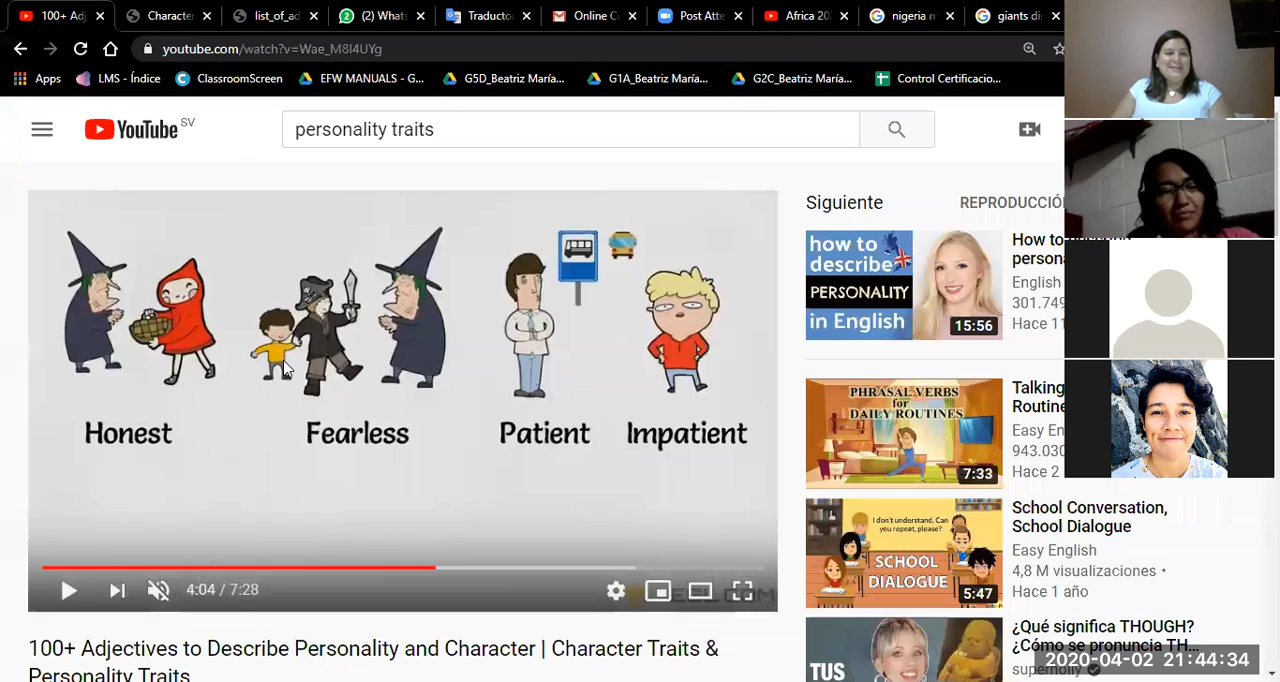 100+ Adj
Character
list_of_ad
(2) Whats
Traductor
Online C
Post Atte
Africa 20
nigeria m
giants di
youtube.com/watch?v=Wae_M8I4UYg
Apps
LMS - Índice
ClassroomScreen
EFW MANUALS - G...
G5D_Beatriz María...
G1A_Beatriz María...
G2C_Beatriz María...
Control Certificacio...
YouTube SV
personality traits
Honest
Fearless
Patient
Impatient
4:04 / 7:28
100+ Adjectives to Describe Personality and Character | Character Traits &
Personality Traits
Siguiente
REPRODUCCIÓ
how to
describe
PERSONALITY
in English
15:56
How to describe
persona
English
301.749
Hace 11
PHRASAL VERBS
for
DAILY ROUTINES
7:33
Talking
Routine
Easy En
943.030
Hace 2
I don't understand. Can
you repeat, please?
SCHOOL
DIALOGUE
5:47
School Conversation,
School Dialogue
Easy English
4,8 M visualizaciones •
Hace 1 año
TUS
¿Qué significa THOUGH?
¿Cómo se pronuncia TH...
superholly
2020-04-02 21:44:34